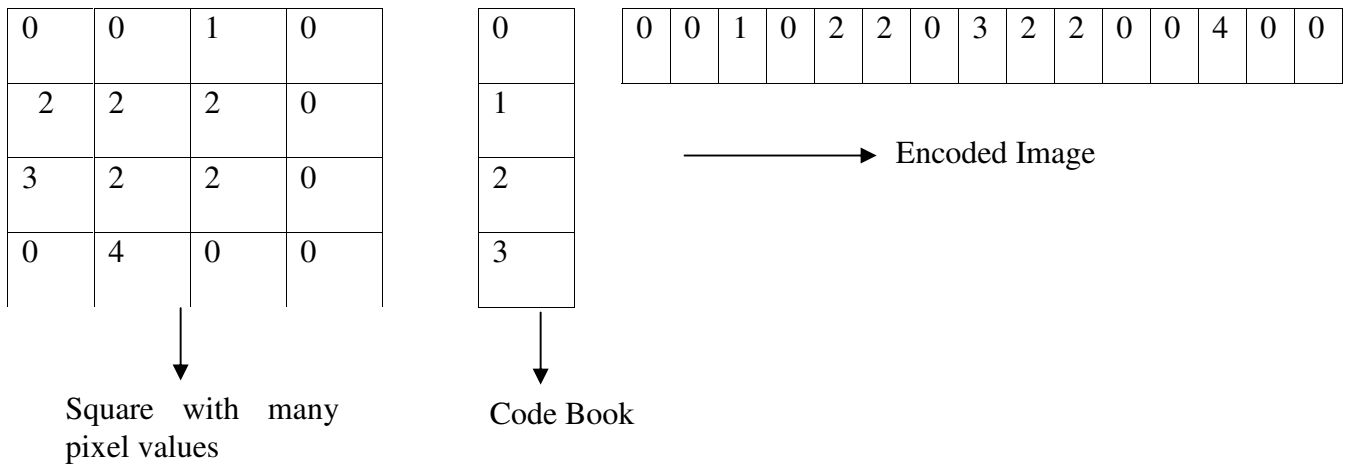 0 0 1 0
2 2 2 0
3 2 2 0
0 4 0 0
0
1
2
3
0 0 1 0 2 2 0 3 2 2 0 0 4 0 0
Encoded Image
Square with many
pixel values
Code Book